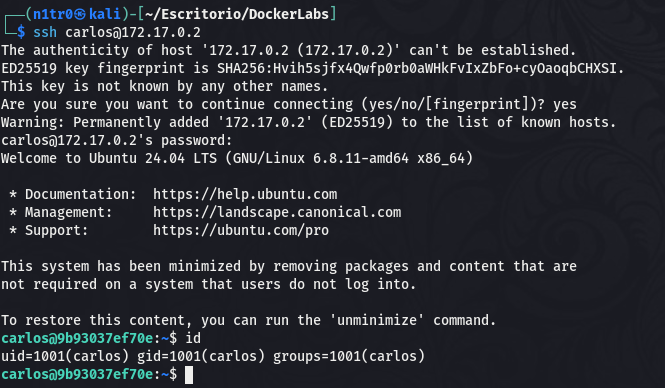 ┌──(n1tr0㉿kali)-[~/Escritorio/DockerLabs]
└─$ ssh carlos@172.17.0.2
The authenticity of host '172.17.0.2 (172.17.0.2)' can't be established.
ED25519 key fingerprint is SHA256:Hvih5sjfx4Qwfp0rb0aWHkFvIxZbFo+cyOaoqbCHXSI.
This key is not known by any other names.
Are you sure you want to continue connecting (yes/no/[fingerprint])? yes
Warning: Permanently added '172.17.0.2' (ED25519) to the list of known hosts.
carlos@172.17.0.2's password:
Welcome to Ubuntu 24.04 LTS (GNU/Linux 6.8.11-amd64 x86_64)
* Documentation:  https://help.ubuntu.com
* Management:     https://landscape.canonical.com
* Support:        https://ubuntu.com/pro
This system has been minimized by removing packages and content that are
not required on a system that users do not log into.
To restore this content, you can run the 'unminimize' command.
carlos@9b93037ef70e:~$ id
uid=1001(carlos) gid=1001(carlos) groups=1001(carlos)
carlos@9b93037ef70e:~$